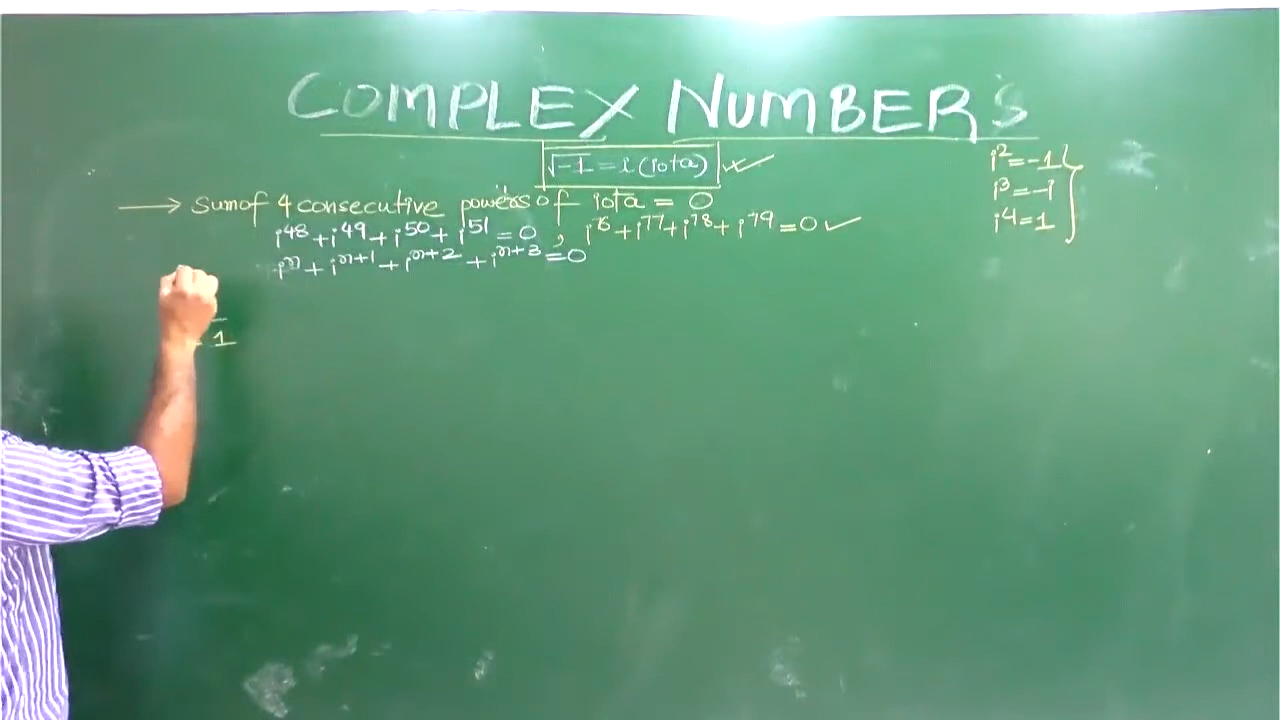 COMPLEX NUMBERS
√-1 = i (iota)
i² = -1
i³ = -i
i⁴ = 1
→ Sum of 4 consecutive powers of iota = 0
i⁴⁸ + i⁴⁹ + i⁵⁰ + i⁵¹ = 0 , i⁷⁶ + i⁷⁷ + i⁷⁸ + i⁷⁹ = 0 ✓
iⁿ + iⁿ⁺¹ + iⁿ⁺² + iⁿ⁺³ = 0
1